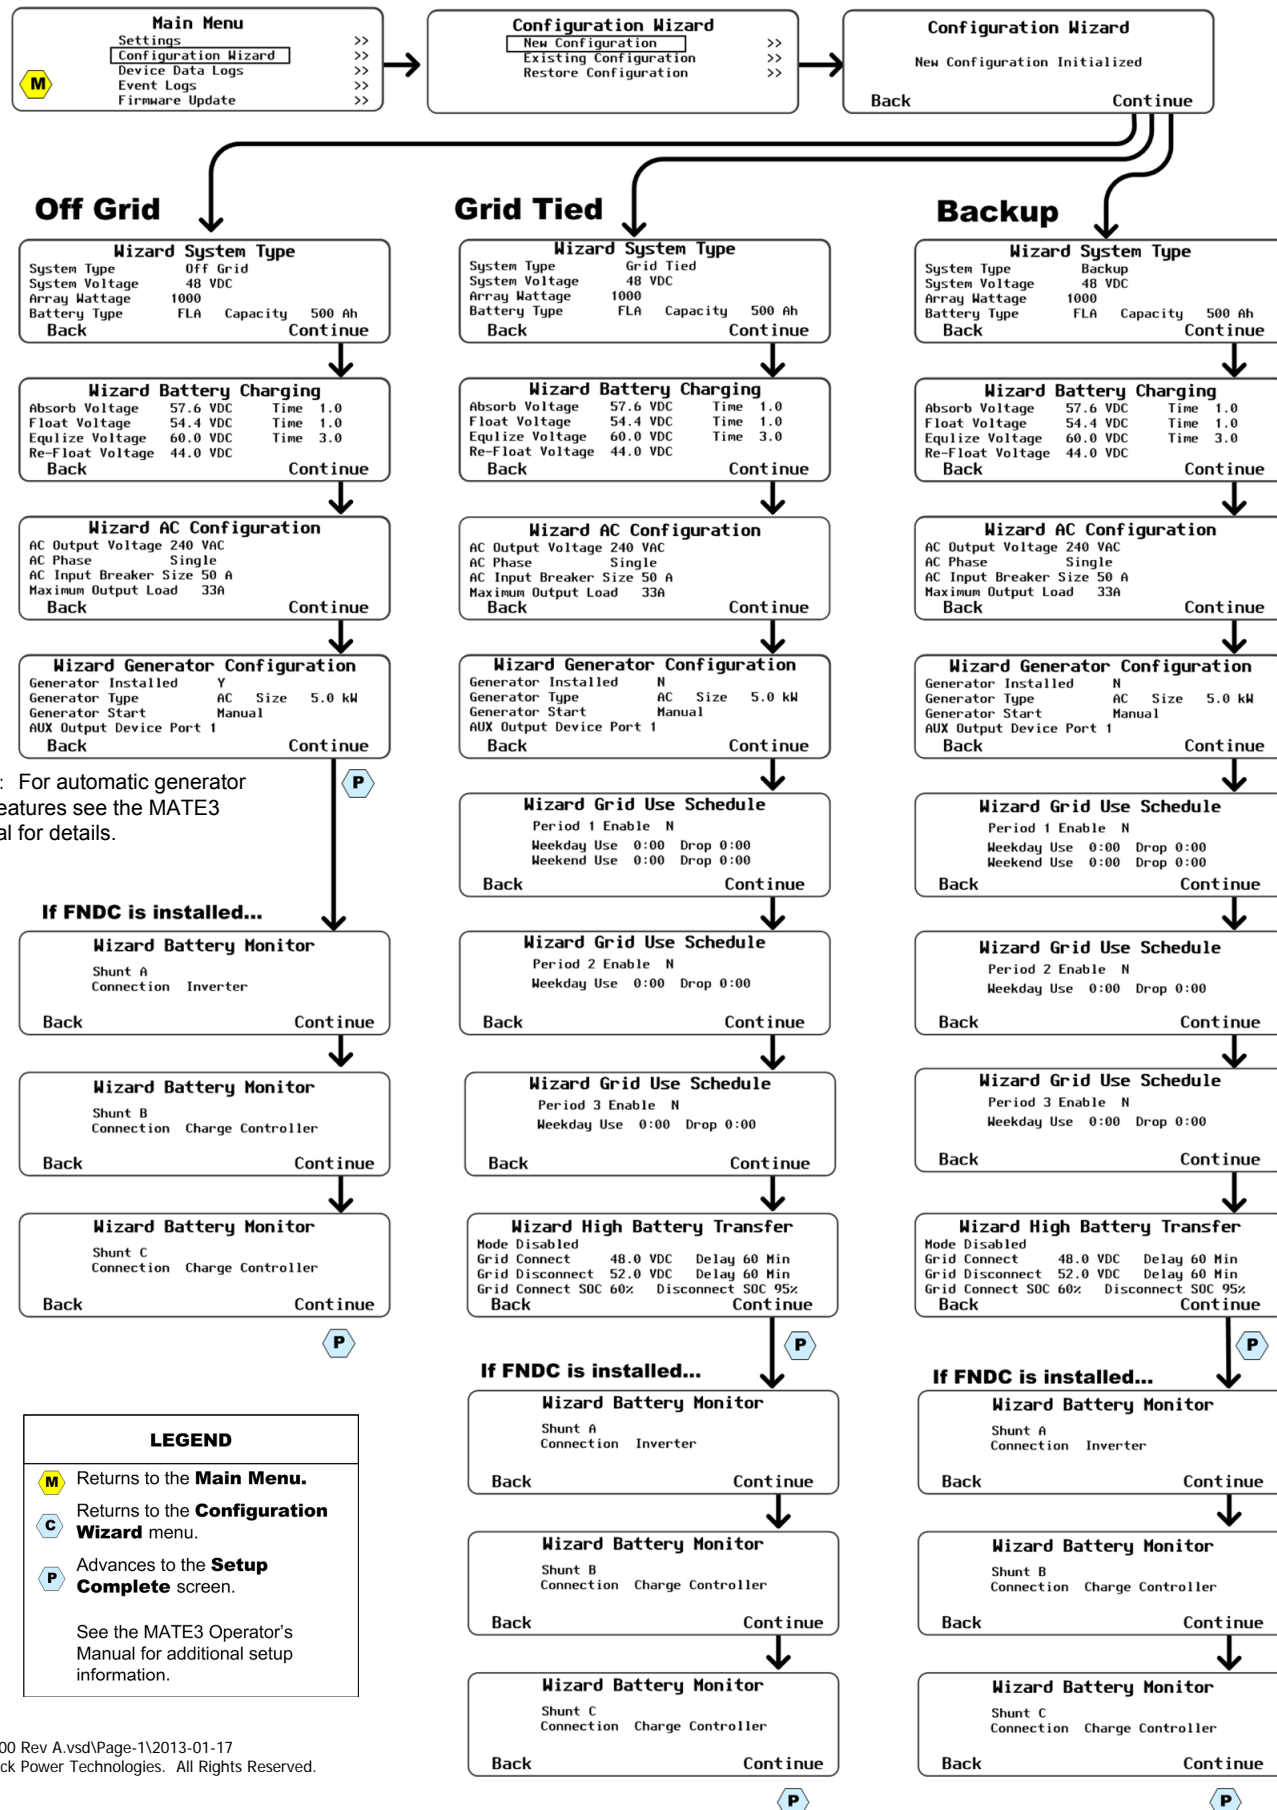 Main Menu
Settings >>
Configuration Wizard >>
Device Data Logs >>
Event Logs >>
Firmware Update >>
M
Configuration Wizard
New Configuration >>
Existing Configuration >>
Restore Configuration >>
Configuration Wizard
New Configuration Initialized
Back Continue
Off Grid
Wizard System Type
System Type Off Grid
System Voltage 48 VDC
Array Wattage 1000
Battery Type FLA Capacity 500 Ah
Back Continue
Wizard Battery Charging
Absorb Voltage 57.6 VDC Time 1.0
Float Voltage 54.4 VDC Time 1.0
Equlize Voltage 60.0 VDC Time 3.0
Re-Float Voltage 44.0 VDC
Back Continue
Wizard AC Configuration
AC Output Voltage 240 VAC
AC Phase Single
AC Input Breaker Size 50 A
Maximum Output Load 33A
Back Continue
Wizard Generator Configuration
Generator Installed Y
Generator Type AC Size 5.0 kW
Generator Start Manual
AUX Output Device Port 1
Back Continue
P
: For automatic generator
eatures see the MATE3
al for details.
If FNDC is installed...
Wizard Battery Monitor
Shunt A
Connection Inverter
Back Continue
Wizard Battery Monitor
Shunt B
Connection Charge Controller
Back Continue
Wizard Battery Monitor
Shunt C
Connection Charge Controller
Back Continue
P
Grid Tied
Wizard System Type
System Type Grid Tied
System Voltage 48 VDC
Array Wattage 1000
Battery Type FLA Capacity 500 Ah
Back Continue
Wizard Battery Charging
Absorb Voltage 57.6 VDC Time 1.0
Float Voltage 54.4 VDC Time 1.0
Equlize Voltage 60.0 VDC Time 3.0
Re-Float Voltage 44.0 VDC
Back Continue
Wizard AC Configuration
AC Output Voltage 240 VAC
AC Phase Single
AC Input Breaker Size 50 A
Maximum Output Load 33A
Back Continue
Wizard Generator Configuration
Generator Installed N
Generator Type AC Size 5.0 kW
Generator Start Manual
AUX Output Device Port 1
Back Continue
Wizard Grid Use Schedule
Period 1 Enable N
Weekday Use 0:00 Drop 0:00
Weekend Use 0:00 Drop 0:00
Back Continue
Wizard Grid Use Schedule
Period 2 Enable N
Weekday Use 0:00 Drop 0:00
Back Continue
Wizard Grid Use Schedule
Period 3 Enable N
Weekday Use 0:00 Drop 0:00
Back Continue
Wizard High Battery Transfer
Mode Disabled
Grid Connect 48.0 VDC Delay 60 Min
Grid Disconnect 52.0 VDC Delay 60 Min
Grid Connect SOC 60% Disconnect SOC 95%
Back Continue
P
If FNDC is installed...
Wizard Battery Monitor
Shunt A
Connection Inverter
Back Continue
Wizard Battery Monitor
Shunt B
Connection Charge Controller
Back Continue
Wizard Battery Monitor
Shunt C
Connection Charge Controller
Back Continue
P
Backup
Wizard System Type
System Type Backup
System Voltage 48 VDC
Array Wattage 1000
Battery Type FLA Capacity 500 Ah
Back Continue
Wizard Battery Charging
Absorb Voltage 57.6 VDC Time 1.0
Float Voltage 54.4 VDC Time 1.0
Equlize Voltage 60.0 VDC Time 3.0
Re-Float Voltage 44.0 VDC
Back Continue
Wizard AC Configuration
AC Output Voltage 240 VAC
AC Phase Single
AC Input Breaker Size 50 A
Maximum Output Load 33A
Back Continue
Wizard Generator Configuration
Generator Installed N
Generator Type AC Size 5.0 kW
Generator Start Manual
AUX Output Device Port 1
Back Continue
Wizard Grid Use Schedule
Period 1 Enable N
Weekday Use 0:00 Drop 0:00
Weekend Use 0:00 Drop 0:00
Back Continue
Wizard Grid Use Schedule
Period 2 Enable N
Weekday Use 0:00 Drop 0:00
Back Continue
Wizard Grid Use Schedule
Period 3 Enable N
Weekday Use 0:00 Drop 0:00
Back Continue
Wizard High Battery Transfer
Mode Disabled
Grid Connect 48.0 VDC Delay 60 Min
Grid Disconnect 52.0 VDC Delay 60 Min
Grid Connect SOC 60% Disconnect SOC 95%
Back Continue
P
If FNDC is installed...
Wizard Battery Monitor
Shunt A
Connection Inverter
Back Continue
Wizard Battery Monitor
Shunt B
Connection Charge Controller
Back Continue
Wizard Battery Monitor
Shunt C
Connection Charge Controller
Back Continue
P
LEGEND
M Returns to the Main Menu.
C Returns to the Configuration
Wizard menu.
P Advances to the Setup
Complete screen.
See the MATE3 Operator's
Manual for additional setup
information.
00 Rev A.vsd\Page-1\2013-01-17
ck Power Technologies. All Rights Reserved.